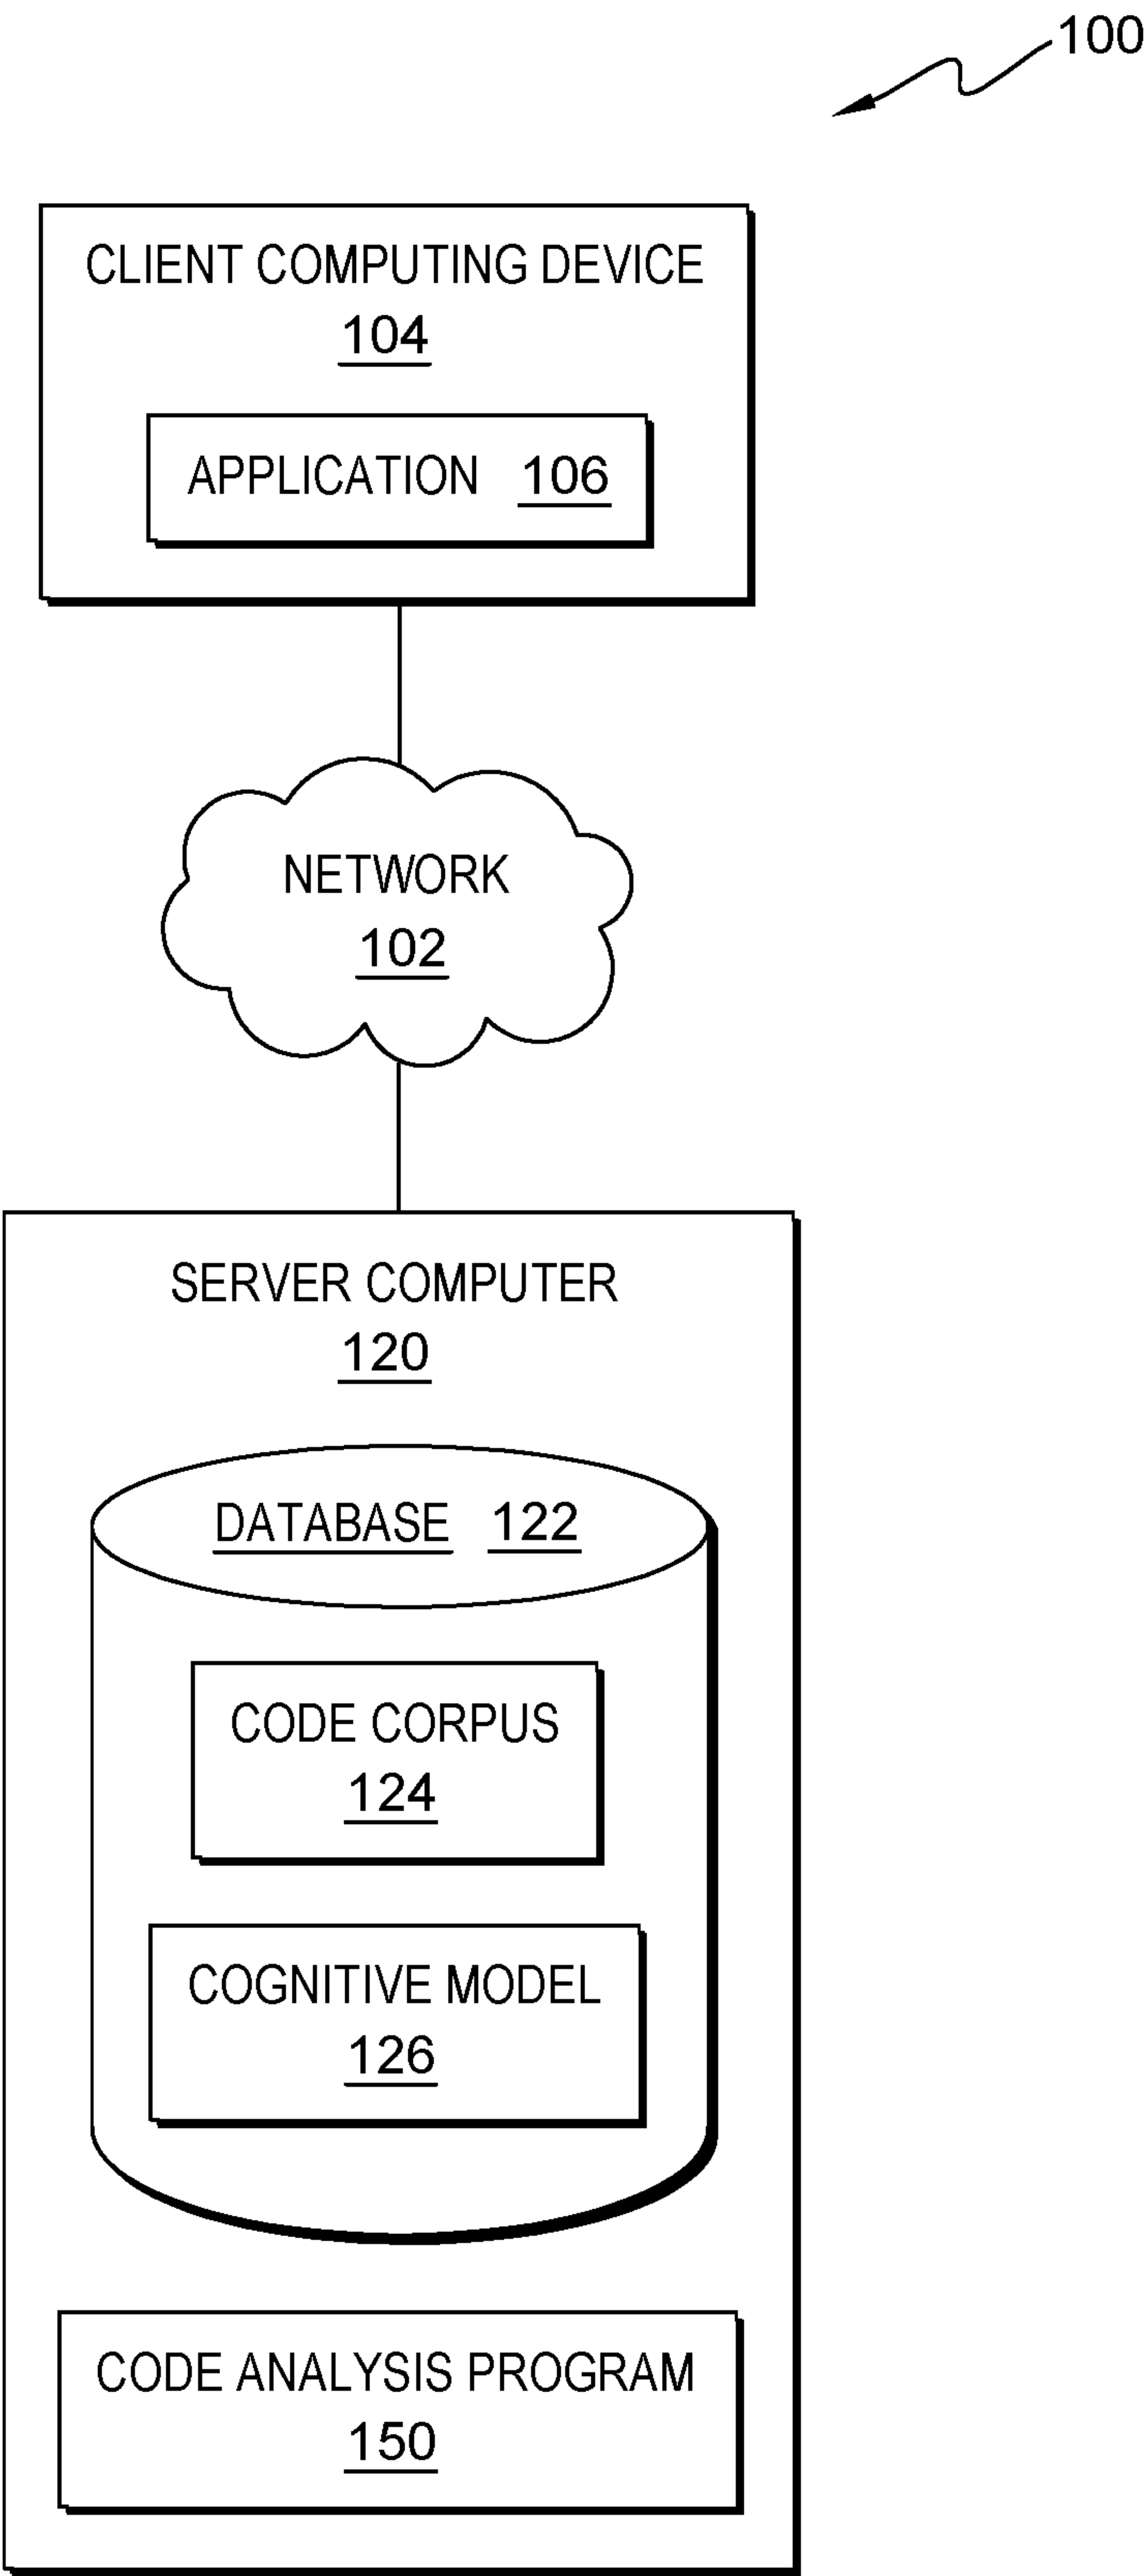 100
CLIENT COMPUTING DEVICE
104
APPLICATION 106
NETWORK
102
SERVER COMPUTER
120
DATABASE 122
CODE CORPUS
124
COGNITIVE MODEL
126
CODE ANALYSIS PROGRAM
150